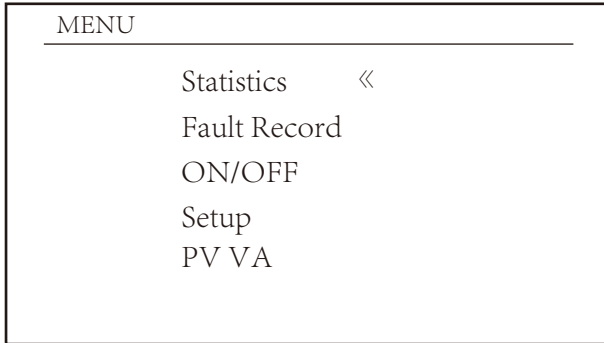 MENU
Statistics «
Fault Record
ON/OFF
Setup
PV VA